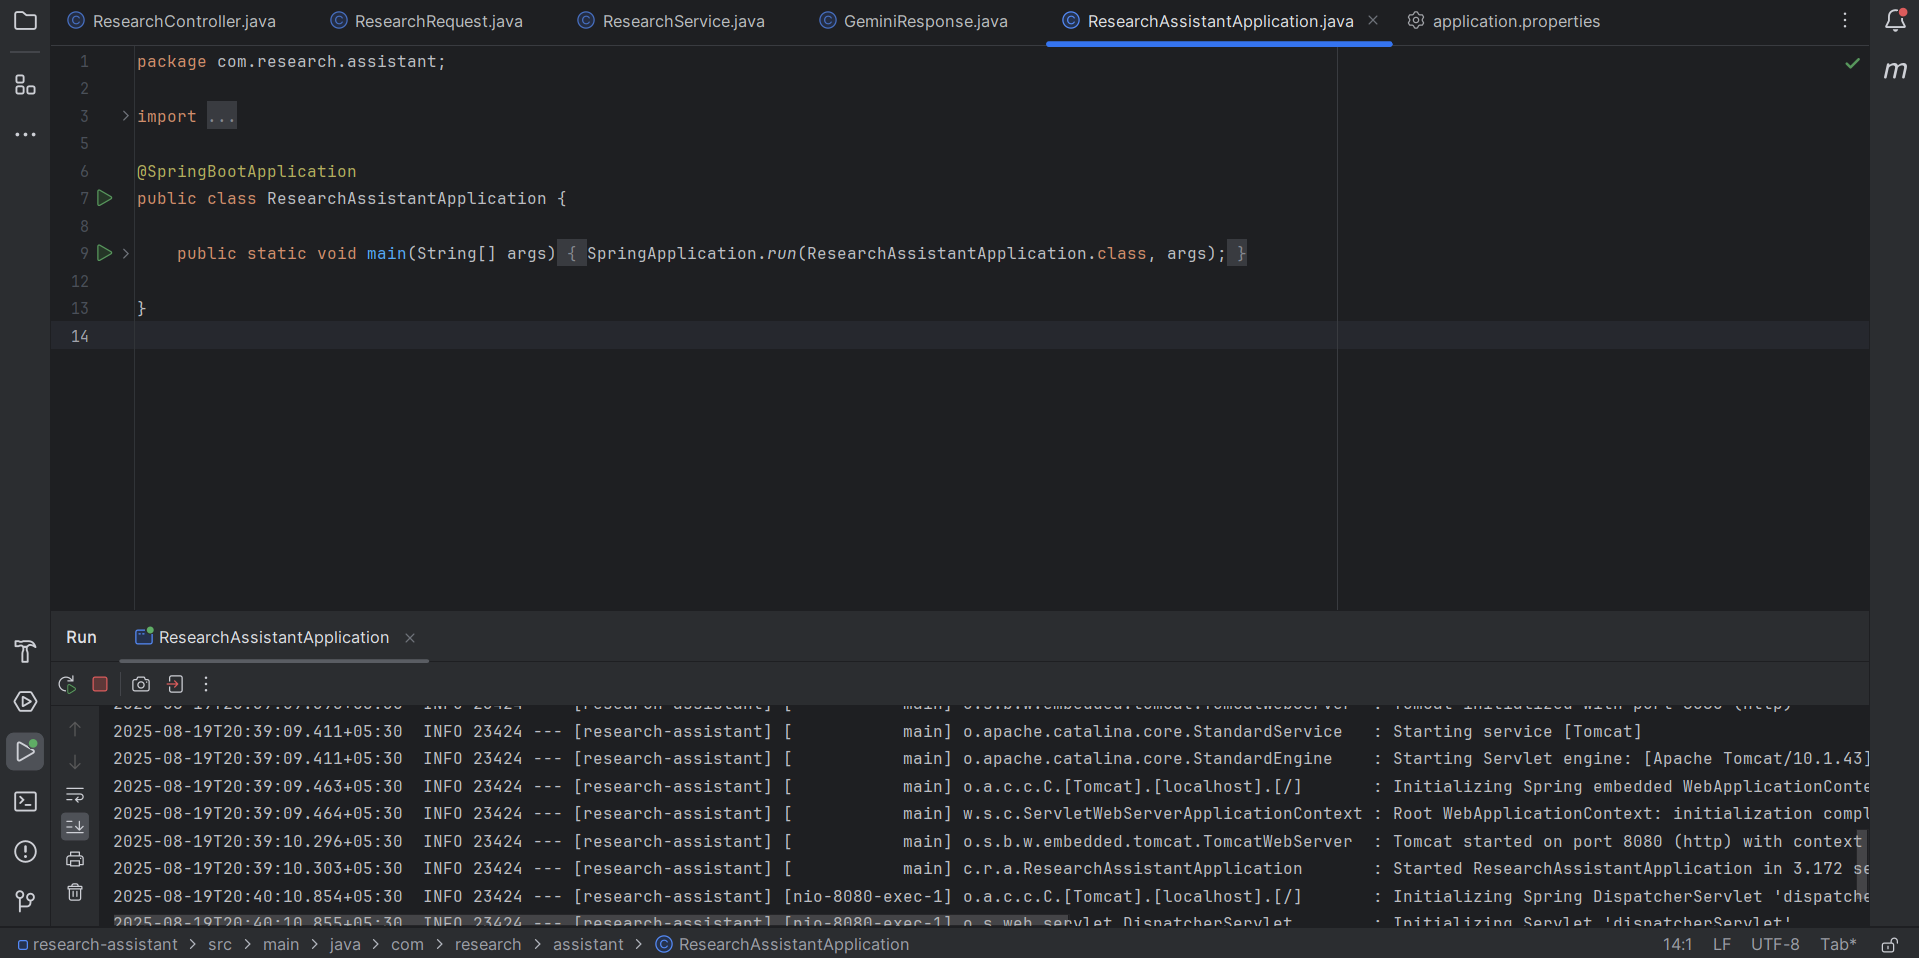 ResearchController.java ResearchRequest.java ResearchService.java GeminiResponse.java ResearchAssistantApplication.java application.properties
1 package com.research.assistant;
2
3 import ...
5
6 @SpringBootApplication
7 public class ResearchAssistantApplication {
8
9 public static void main(String[] args) { SpringApplication.run(ResearchAssistantApplication.class, args); }
12
13 }
14
m
Run ResearchAssistantApplication
2025-08-19T20:39:09.411+05:30 INFO 23424 --- [research-assistant] [ main] o.apache.catalina.core.StandardService : Starting service [Tomcat]
2025-08-19T20:39:09.411+05:30 INFO 23424 --- [research-assistant] [ main] o.apache.catalina.core.StandardEngine : Starting Servlet engine: [Apache Tomcat/10.1.43]
2025-08-19T20:39:09.463+05:30 INFO 23424 --- [research-assistant] [ main] o.a.c.c.C.[Tomcat].[localhost].[/] : Initializing Spring embedded WebApplicationConte
2025-08-19T20:39:09.464+05:30 INFO 23424 --- [research-assistant] [ main] w.s.c.ServletWebServerApplicationContext : Root WebApplicationContext: initialization compl
2025-08-19T20:39:10.296+05:30 INFO 23424 --- [research-assistant] [ main] o.s.b.w.embedded.tomcat.TomcatWebServer : Tomcat started on port 8080 (http) with context
2025-08-19T20:39:10.303+05:30 INFO 23424 --- [research-assistant] [ main] c.r.a.ResearchAssistantApplication : Started ResearchAssistantApplication in 3.172 se
2025-08-19T20:40:10.854+05:30 INFO 23424 --- [research-assistant] [nio-8080-exec-1] o.a.c.c.C.[Tomcat].[localhost].[/] : Initializing Spring DispatcherServlet 'dispatche
2025-08-19T20:40:10.855+05:30 INFO 23424 --- [research-assistant] [nio-8080-exec-1] o.s.web.servlet.DispatcherServlet : Initializing Servlet 'dispatcherServlet'
research-assistant > src > main > java > com > research > assistant > ResearchAssistantApplication 14:1 LF UTF-8 Tab*